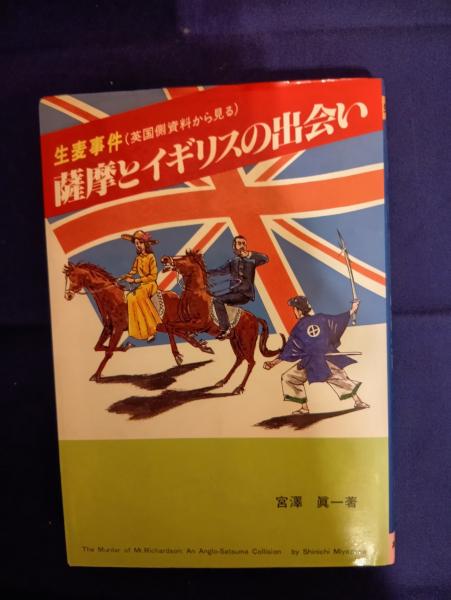 生麦事件(英国側資料から見る)
薩摩とイギリスの出会い
宮澤 眞一著
The Murder of Mr.Richardson: An Anglo-Satsuma Collision by Shinichi